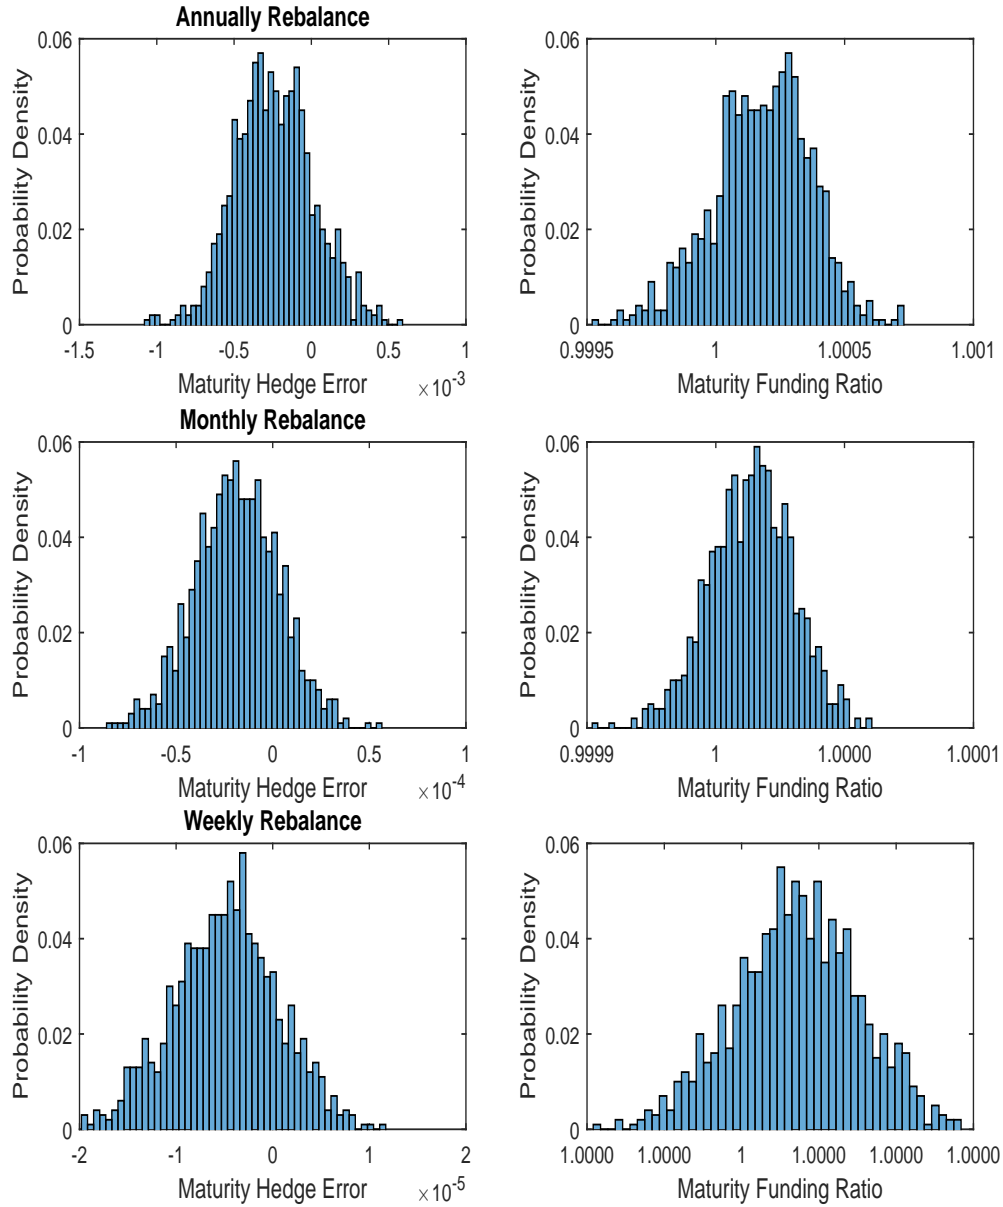 Annually Rebalance
0.06
0.04
0.02
0
Probability Density
-1.5 -1 -0.5 0 0.5 1
Maturity Hedge Error ×10-3
0.06
0.04
0.02
0
Probability Density
0.9995 1 1.0005 1.001
Maturity Funding Ratio
Monthly Rebalance
0.06
0.04
0.02
0
Probability Density
-1 -0.5 0 0.5 1
Maturity Hedge Error ×10-4
0.06
0.04
0.02
0
Probability Density
0.9999 1 1.0000 1.0001
Maturity Funding Ratio
Weekly Rebalance
0.06
0.04
0.02
0
Probability Density
-2 -1 0 1 2
Maturity Hedge Error ×10-5
0.06
0.04
0.02
0
Probability Density
1.0000 1.0000 1 1.0000 1.0000 1.0000
Maturity Funding Ratio